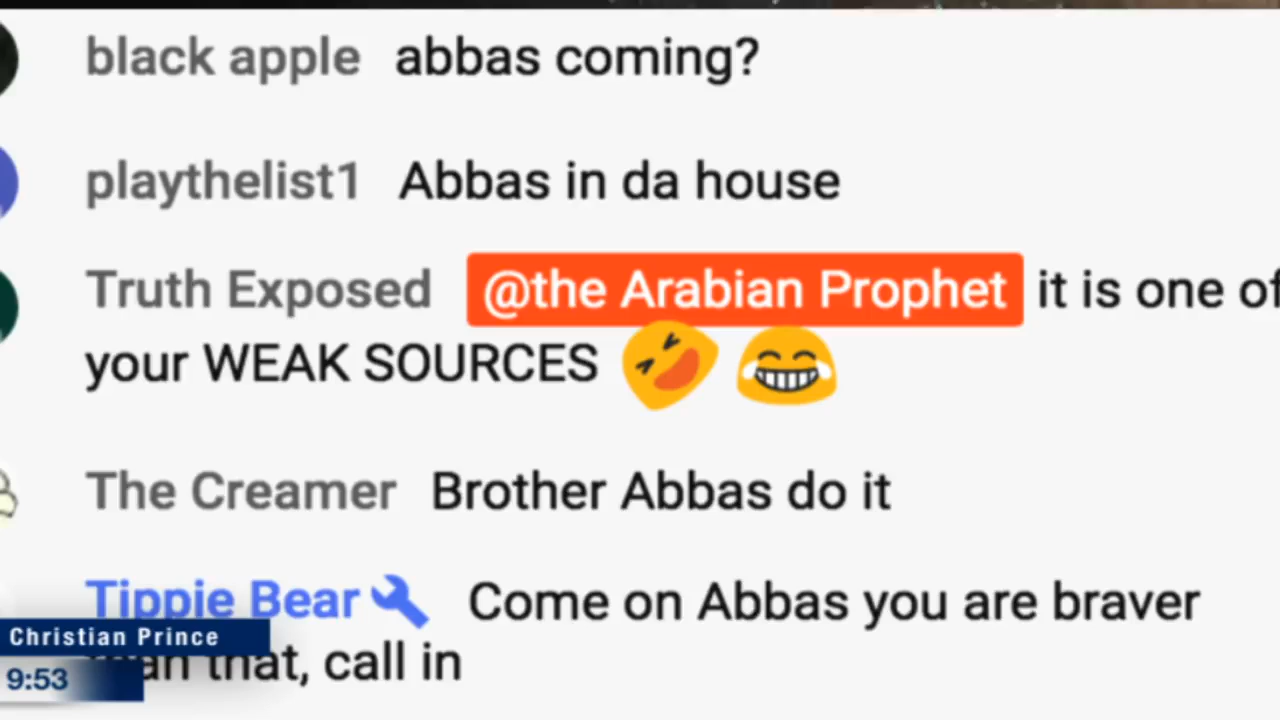 black apple abbas coming?
playthelist1 Abbas in da house
Truth Exposed @the Arabian Prophet it is one of
your WEAK SOURCES 🤣 😂
The Creamer Brother Abbas do it
Tippie Bear Come on Abbas you are braver
that, call in
Christian Prince
9:53